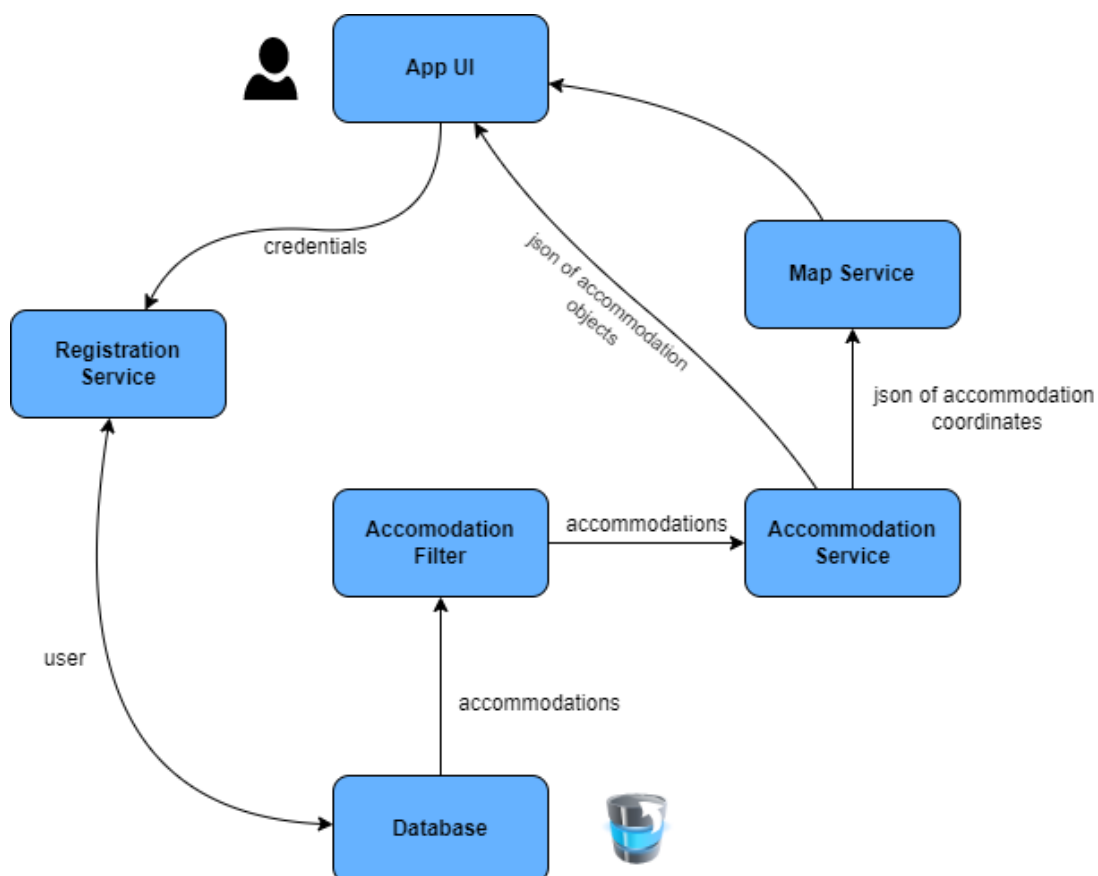 App UI
credentials
json of accommodation
objects
Map Service
Registration
Service
json of accommodation
coordinates
Accomodation
Filter
accommodations
Accommodation
Service
user
accommodations
Database